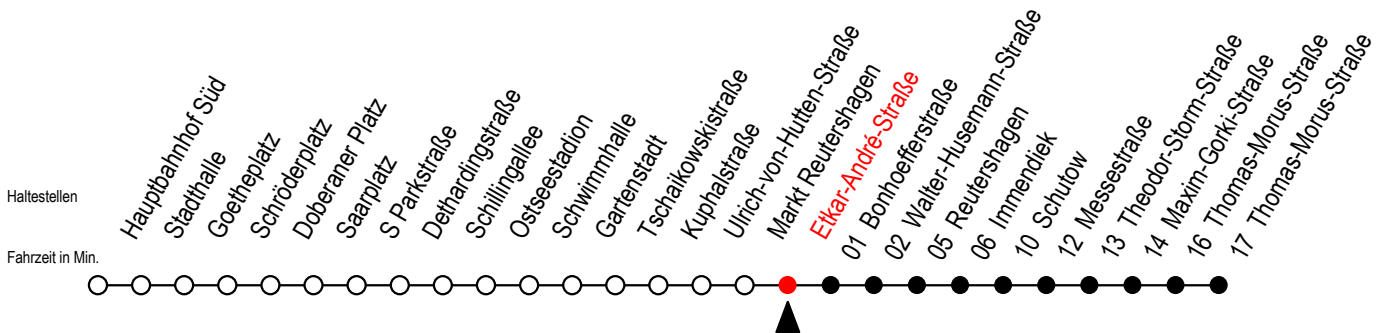 Haltestellen
Fahrzeit in Min.
Hauptbahnhof Süd
Stadthalle
Goetheplatz
Schröderplatz
Doberaner Platz
Saarplatz
S Parkstraße
Dethardingstraße
Schillingallee
Ostseestadion
Schwimmhalle
Gartenstadt
Tschaikowskistraße
Kuphalstraße
Ulrich-von-Hutten-Straße
Markt Reutershagen
Etkar-André-Straße
01 Bonhoefferstraße
02 Walter-Husemann-Straße
05 Reutershagen
06 Immendiek
10 Schutow
12 Messestraße
13 Theodor-Storm-Straße
14 Maxim-Gorki-Straße
16 Thomas-Morus-Straße
17 Thomas-Morus-Straße